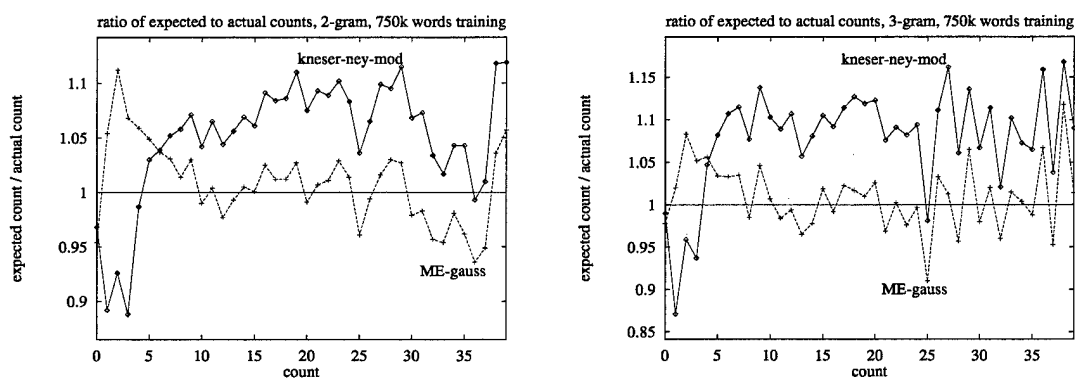 ratio of expected to actual counts, 2-gram, 750k words training
kneser-ney-mod
1.1
1.05
1
0.95
0.9
expected count / actual count
ME-gauss
0 5 10 15 20 25 30 35
count
ratio of expected to actual counts, 3-gram, 750k words training
kneser-ney-mod
1.15
1.1
1.05
1
0.95
0.9
0.85
expected count / actual count
ME-gauss
0 5 10 15 20 25 30 35
count